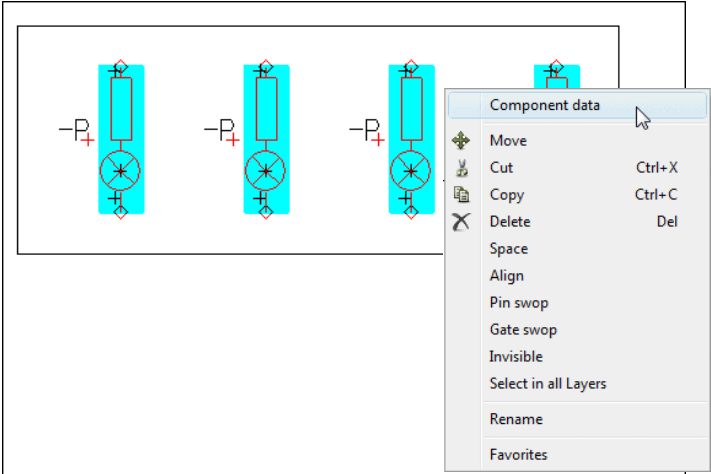 -P
-P
-P
Component data
Move
Cut Ctrl+X
Copy Ctrl+C
Delete Del
Space
Align
Pin swop
Gate swop
Invisible
Select in all Layers
Rename
Favorites